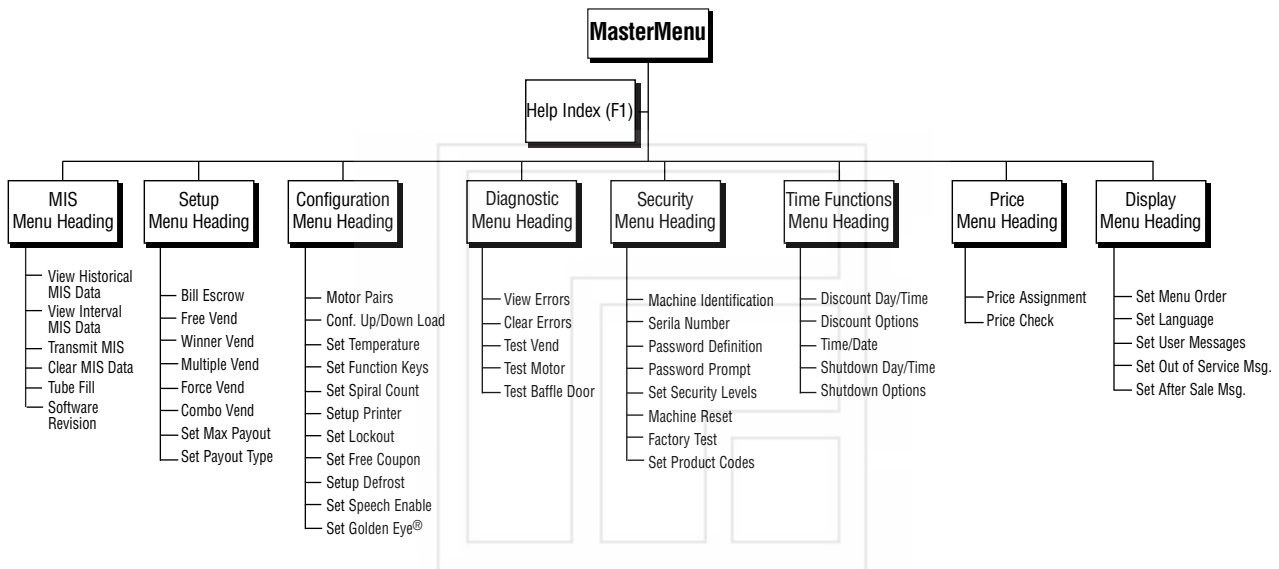 MasterMenu
Help Index (F1)
MIS
Menu Heading
View Historical
MIS Data
View Interval
MIS Data
Transmit MIS
Clear MIS Data
Tube Fill
Software
Revision
Setup
Menu Heading
Bill Escrow
Free Vend
Winner Vend
Multiple Vend
Force Vend
Combo Vend
Set Max Payout
Set Payout Type
Configuration
Menu Heading
Motor Pairs
Conf. Up/Down Load
Set Temperature
Set Function Keys
Set Spiral Count
Setup Printer
Set Lockout
Set Free Coupon
Setup Defrost
Set Speech Enable
Set Golden Eye®
Diagnostic
Menu Heading
View Errors
Clear Errors
Test Vend
Test Motor
Test Baffle Door
Security
Menu Heading
Machine Identification
Serila Number
Password Definition
Password Prompt
Set Security Levels
Machine Reset
Factory Test
Set Product Codes
Time Functions
Menu Heading
Discount Day/Time
Discount Options
Time/Date
Shutdown Day/Time
Shutdown Options
Price
Menu Heading
Price Assignment
Price Check
Display
Menu Heading
Set Menu Order
Set Language
Set User Messages
Set Out of Service Msg.
Set After Sale Msg.